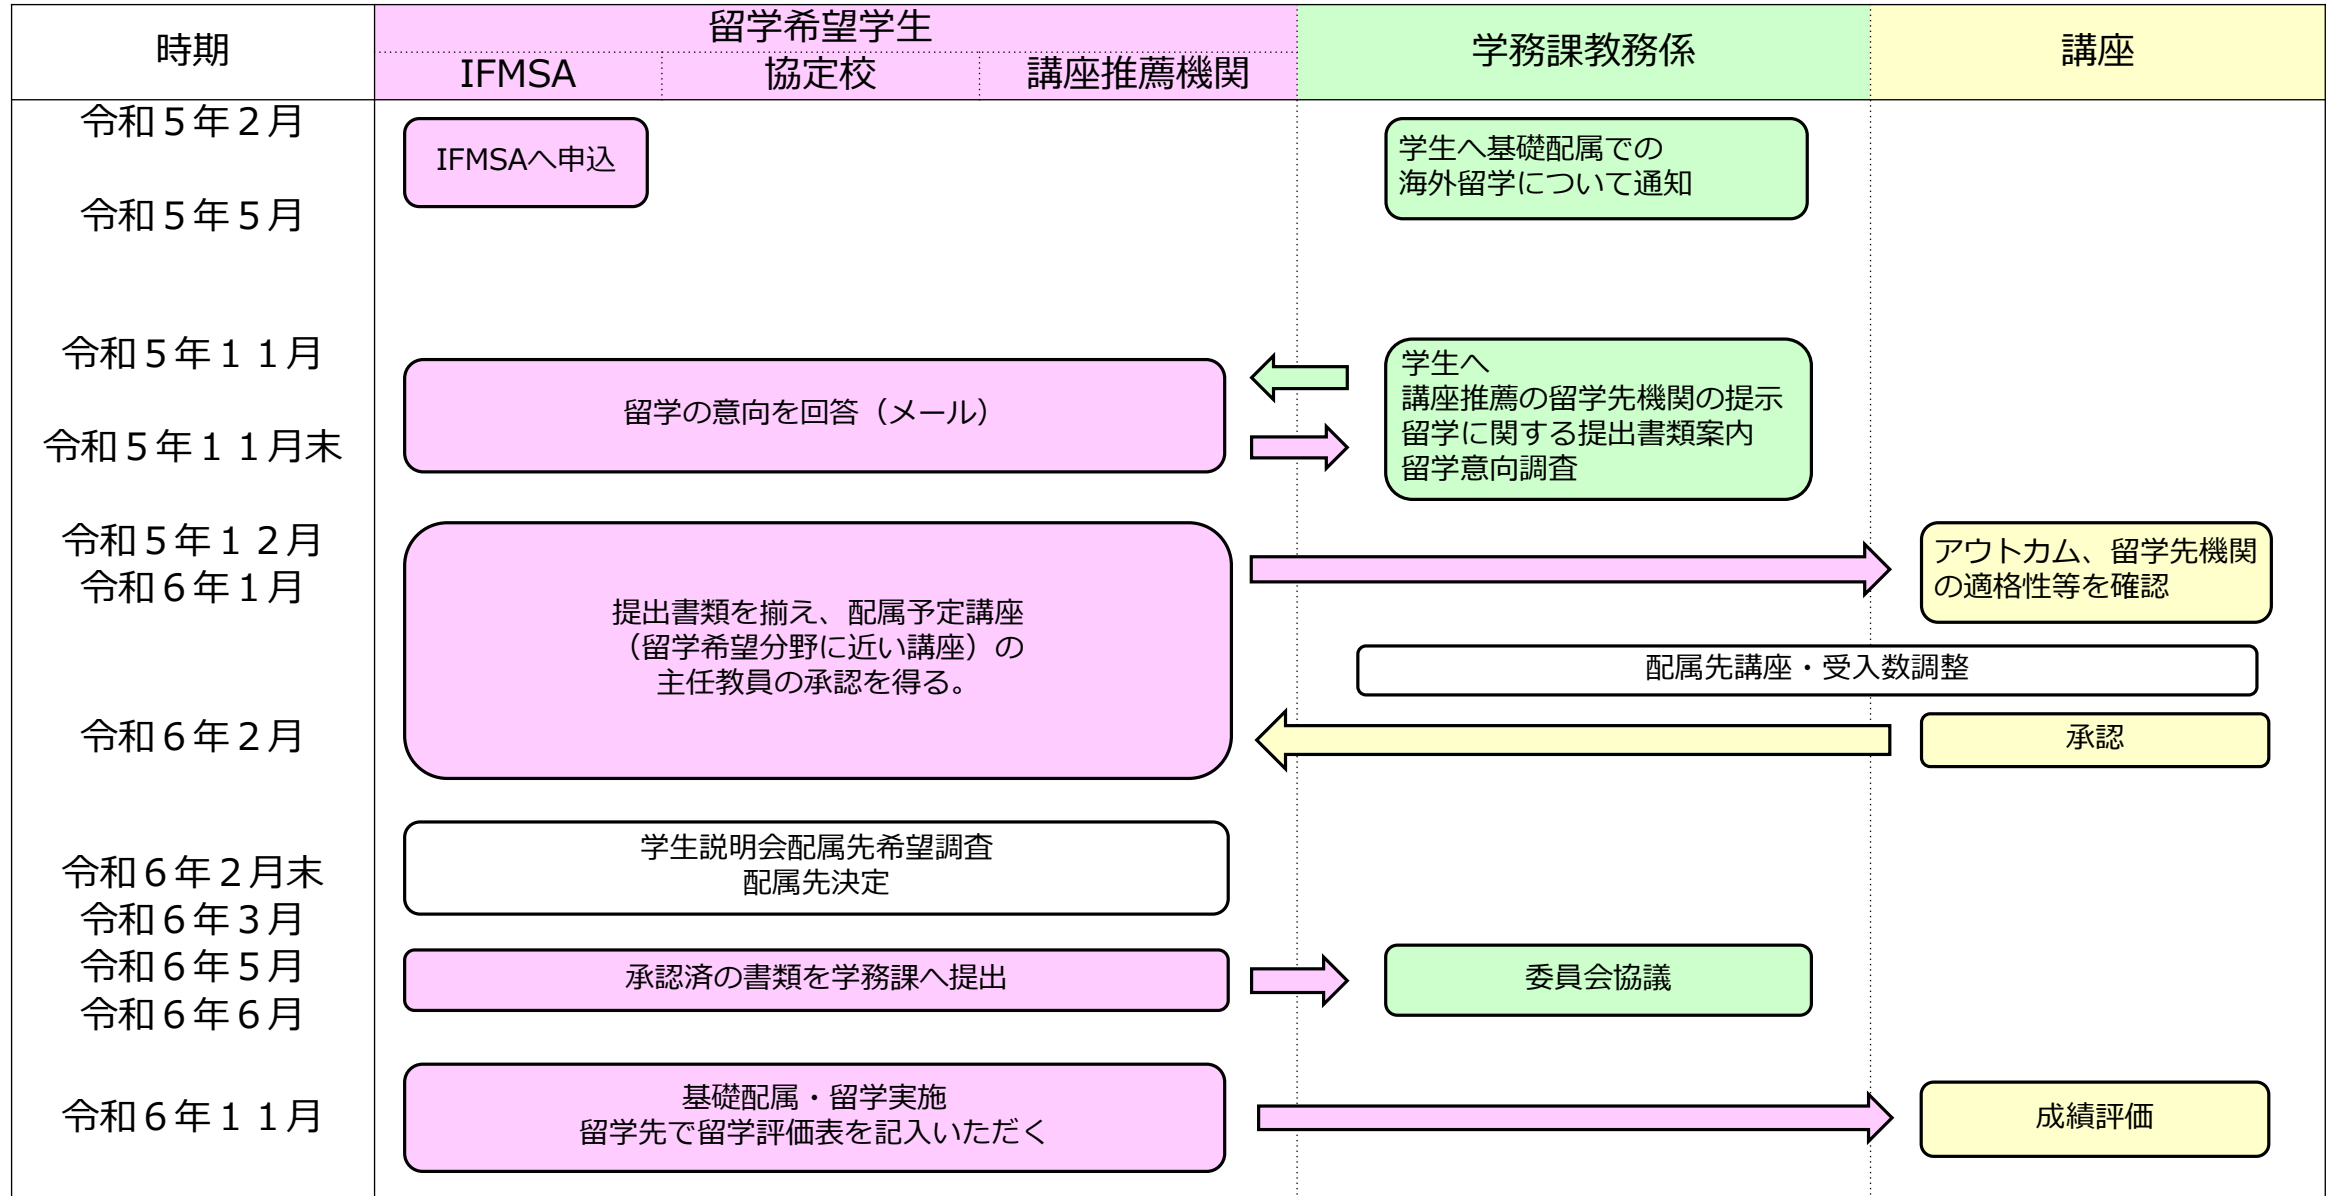 時期
留学希望学生
IFMSA
協定校
講座推薦機関
学務課教務係
講座
令和５年２月
IFMSAへ申込
学生へ基礎配属での
海外留学について通知
令和５年５月
令和５年１１月
令和５年１１月末
留学の意向を回答（メール）
学生へ
講座推薦の留学先機関の提示
留学に関する提出書類案内
留学意向調査
令和５年１２月
令和６年１月
提出書類を揃え、配属予定講座
（留学希望分野に近い講座）の
主任教員の承認を得る。
アウトカム、留学先機関
の適格性等を確認
配属先講座・受入数調整
令和６年２月
承認
令和６年２月末
令和６年３月
学生説明会配属先希望調査
配属先決定
令和６年５月
令和６年６月
承認済の書類を学務課へ提出
委員会協議
令和６年１１月
基礎配属・留学実施
留学先で留学評価表を記入いただく
成績評価